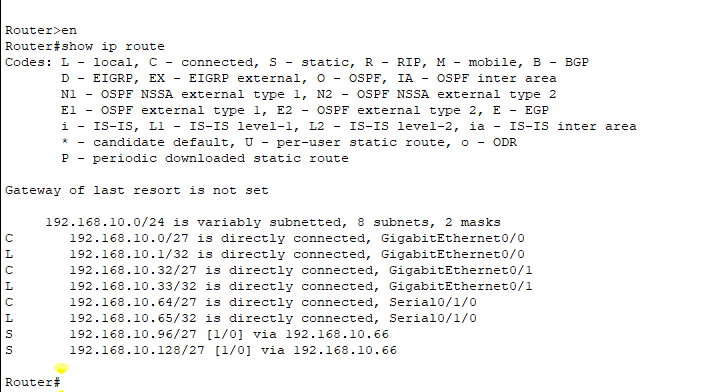 Router>en
Router#show ip route
Codes: L - local, C - connected, S - static, R - RIP, M - mobile, B - BGP
D - EIGRP, EX - EIGRP external, O - OSPF, IA - OSPF inter area
N1 - OSPF NSSA external type 1, N2 - OSPF NSSA external type 2
E1 - OSPF external type 1, E2 - OSPF external type 2, E - EGP
i - IS-IS, L1 - IS-IS level-1, L2 - IS-IS level-2, ia - IS-IS inter area
* - candidate default, U - per-user static route, o - ODR
P - periodic downloaded static route
Gateway of last resort is not set
192.168.10.0/24 is variably subnetted, 8 subnets, 2 masks
C 192.168.10.0/27 is directly connected, GigabitEthernet0/0
L 192.168.10.1/32 is directly connected, GigabitEthernet0/0
C 192.168.10.32/27 is directly connected, GigabitEthernet0/1
L 192.168.10.33/32 is directly connected, GigabitEthernet0/1
C 192.168.10.64/27 is directly connected, Serial0/1/0
L 192.168.10.65/32 is directly connected, Serial0/1/0
S 192.168.10.96/27 [1/0] via 192.168.10.66
S 192.168.10.128/27 [1/0] via 192.168.10.66
Router#